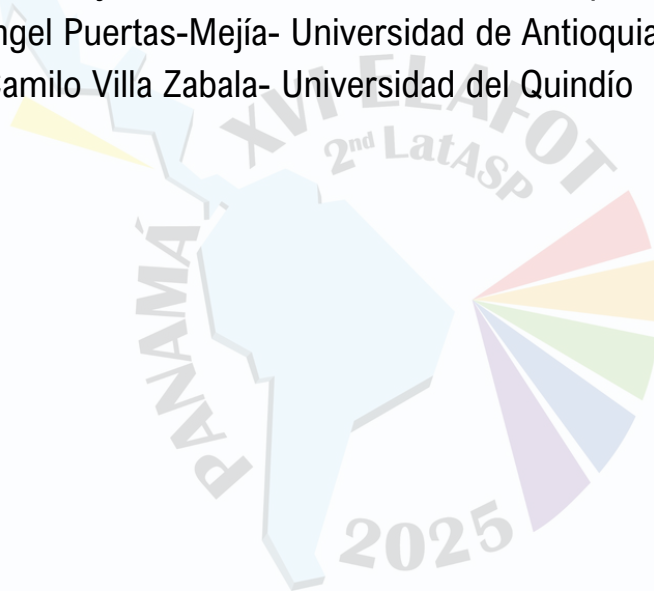 ngel Puertas-Mejía- Universidad de Antioquia
amilo Villa Zabala- Universidad del Quindío
XVI ELAFOT
2nd LatASP
PANAMÁ
2025